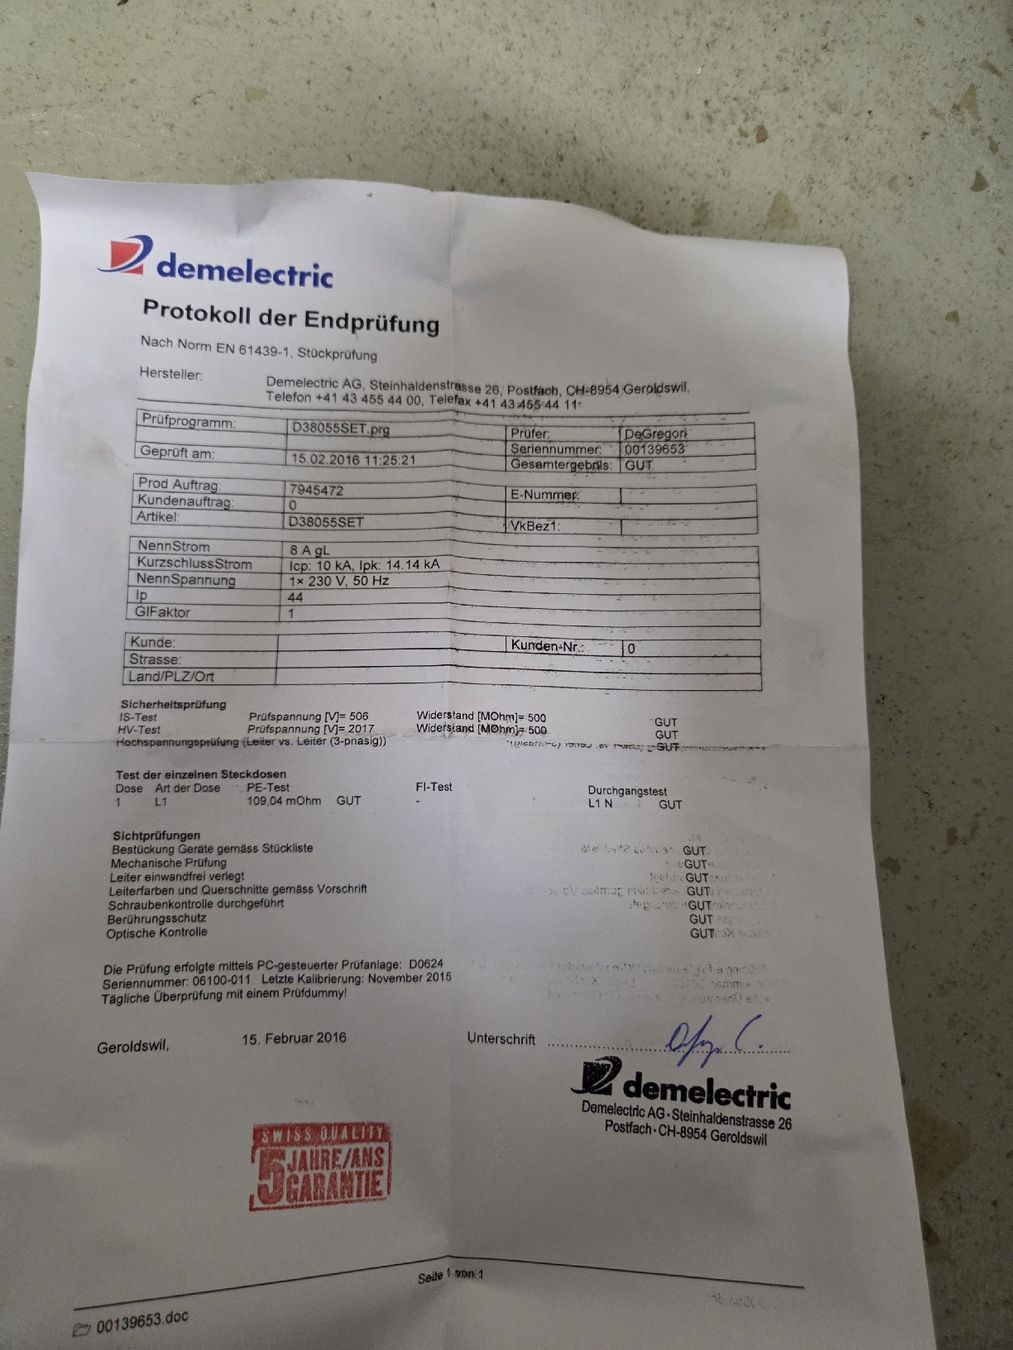 demelectric
Protokoll der Endprüfung
Nach Norm EN 61439-1, Stückprüfung
Hersteller: Demelectric AG, Steinhaldenstrasse 26, Postfach, CH-8954 Geroldswil,
Telefon +41 43 455 44 00, Telefax +41 43 455 44 11
Prüfprogramm: D38055SET.prg Prüfer: DeGregori
Seriennummer: 00139653
Geprüft am: 15.02.2016 11:25:21 Gesamtergebnis: GUT
Prod Auftrag: 7945472 E-Nummer:
Kundenauftrag: 0
Artikel: D38055SET VkBez1:
NennStrom 8 A gL
KurzschlussStrom Icp: 10 kA, Ipk: 14.14 kA
NennSpannung 1× 230 V, 50 Hz
Ip 44
GlFaktor 1
Kunde: Kunden-Nr.: 0
Strasse:
Land/PLZ/Ort
Sicherheitsprüfung
IS-Test Prüfspannung [V]= 506 Widerstand [MOhm]= 500 GUT
HV-Test Prüfspannung [V]= 2017 Widerstand [MOhm]= 500 GUT
Hochspannungsprüfung (Leiter vs. Leiter (3-phasig)) GUT
Test der einzelnen Steckdosen
Dose Art der Dose PE-Test FI-Test Durchgangstest
1 L1 109,04 mOhm GUT - L1 N GUT
Sichtprüfungen
Bestückung Geräte gemäss Stückliste GUT
Mechanische Prüfung GUT
Leiter einwandfrei verlegt GUT
Leiterfarben und Querschnitte gemäss Vorschrift GUT
Schraubenkontrolle durchgeführt GUT
Berührungsschutz GUT
Optische Kontrolle GUT
Die Prüfung erfolgte mittels PC-gesteuerter Prüfanlage: D0624
Seriennummer: 06100-011 Letzte Kalibrierung: November 2015
Tägliche Überprüfung mit einem Prüfdummy!
Geroldswil, 15. Februar 2016 Unterschrift
demelectric
Demelectric AG · Steinhaldenstrasse 26
Postfach · CH-8954 Geroldswil
SWISS QUALITY
5 JAHRE/ANS
GARANTIE
Seite 1 von 1
00139653.doc